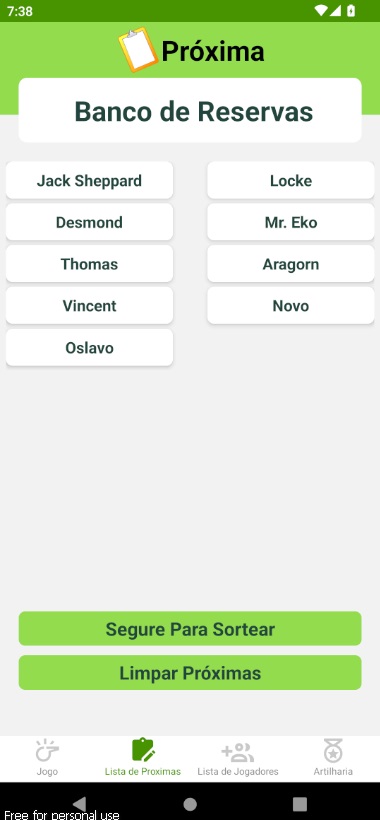 7:38
Próxima
Banco de Reservas
Jack Sheppard
Locke
Desmond
Mr. Eko
Thomas
Aragorn
Vincent
Novo
Oslavo
Segure Para Sortear
Limpar Próximas
Jogo
Lista de Proximas
Lista de Jogadores
Artilharia
Free for personal use